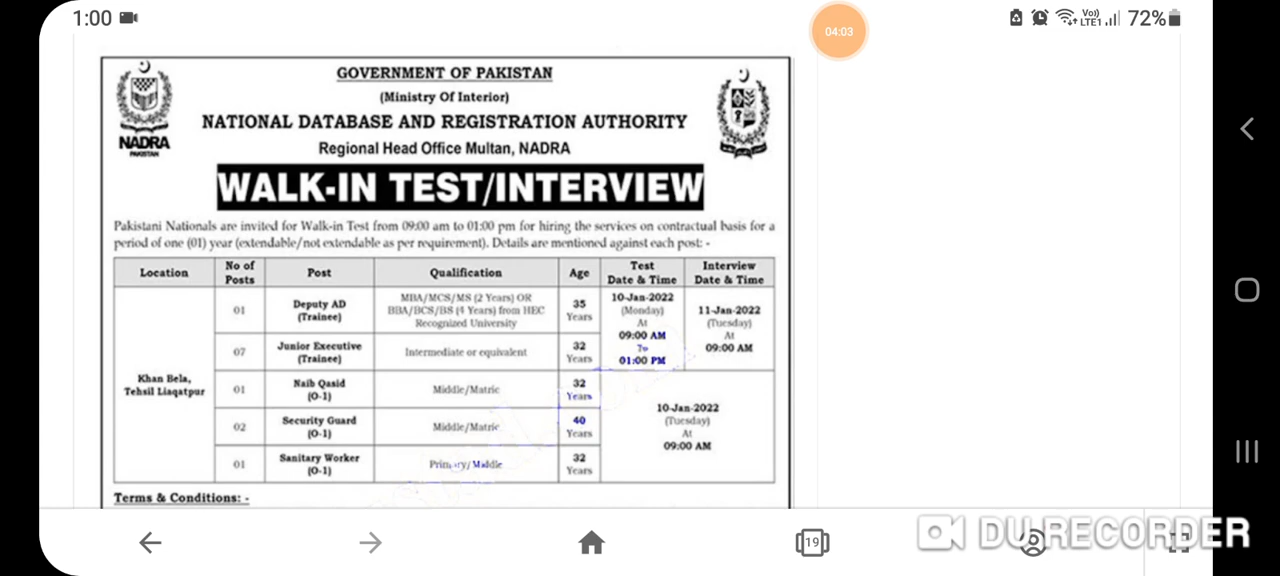 1:00
04:03
Vo))
LTE1
72%
GOVERNMENT OF PAKISTAN
(Ministry Of Interior)
NATIONAL DATABASE AND REGISTRATION AUTHORITY
Regional Head Office Multan, NADRA
NADRA
PAKISTAN
WALK-IN TEST/INTERVIEW
Pakistani Nationals are invited for Walk-in Test from 09:00 am to 01:00 pm for hiring the services on contractual basis for a
period of one (01) year (extendable/not extendable as per requirement). Details are mentioned against each post: -
Location
No of
Posts
Post
Qualification
Age
Test
Date & Time
Interview
Date & Time
Khan Bela,
Tehsil Liaqatpur
01
Deputy AD
(Trainee)
MBA/MCS/MS (2 Years) OR
BBA/BCS/BS (4 Years) from HEC
Recognized University
35
Years
10-Jan-2022
(Monday)
At
09:00 AM
To
01:00 PM
11-Jan-2022
(Tuesday)
At
09:00 AM
07
Junior Executive
(Trainee)
Intermediate or equivalent
32
Years
01
Naib Qasid
(O-1)
Middle/Matric
32
Years
10-Jan-2022
(Tuesday)
At
09:00 AM
02
Security Guard
(O-1)
Middle/Matric
40
Years
01
Sanitary Worker
(O-1)
Primary/Middle
32
Years
Terms & Conditions: -
19
DU RECORDER